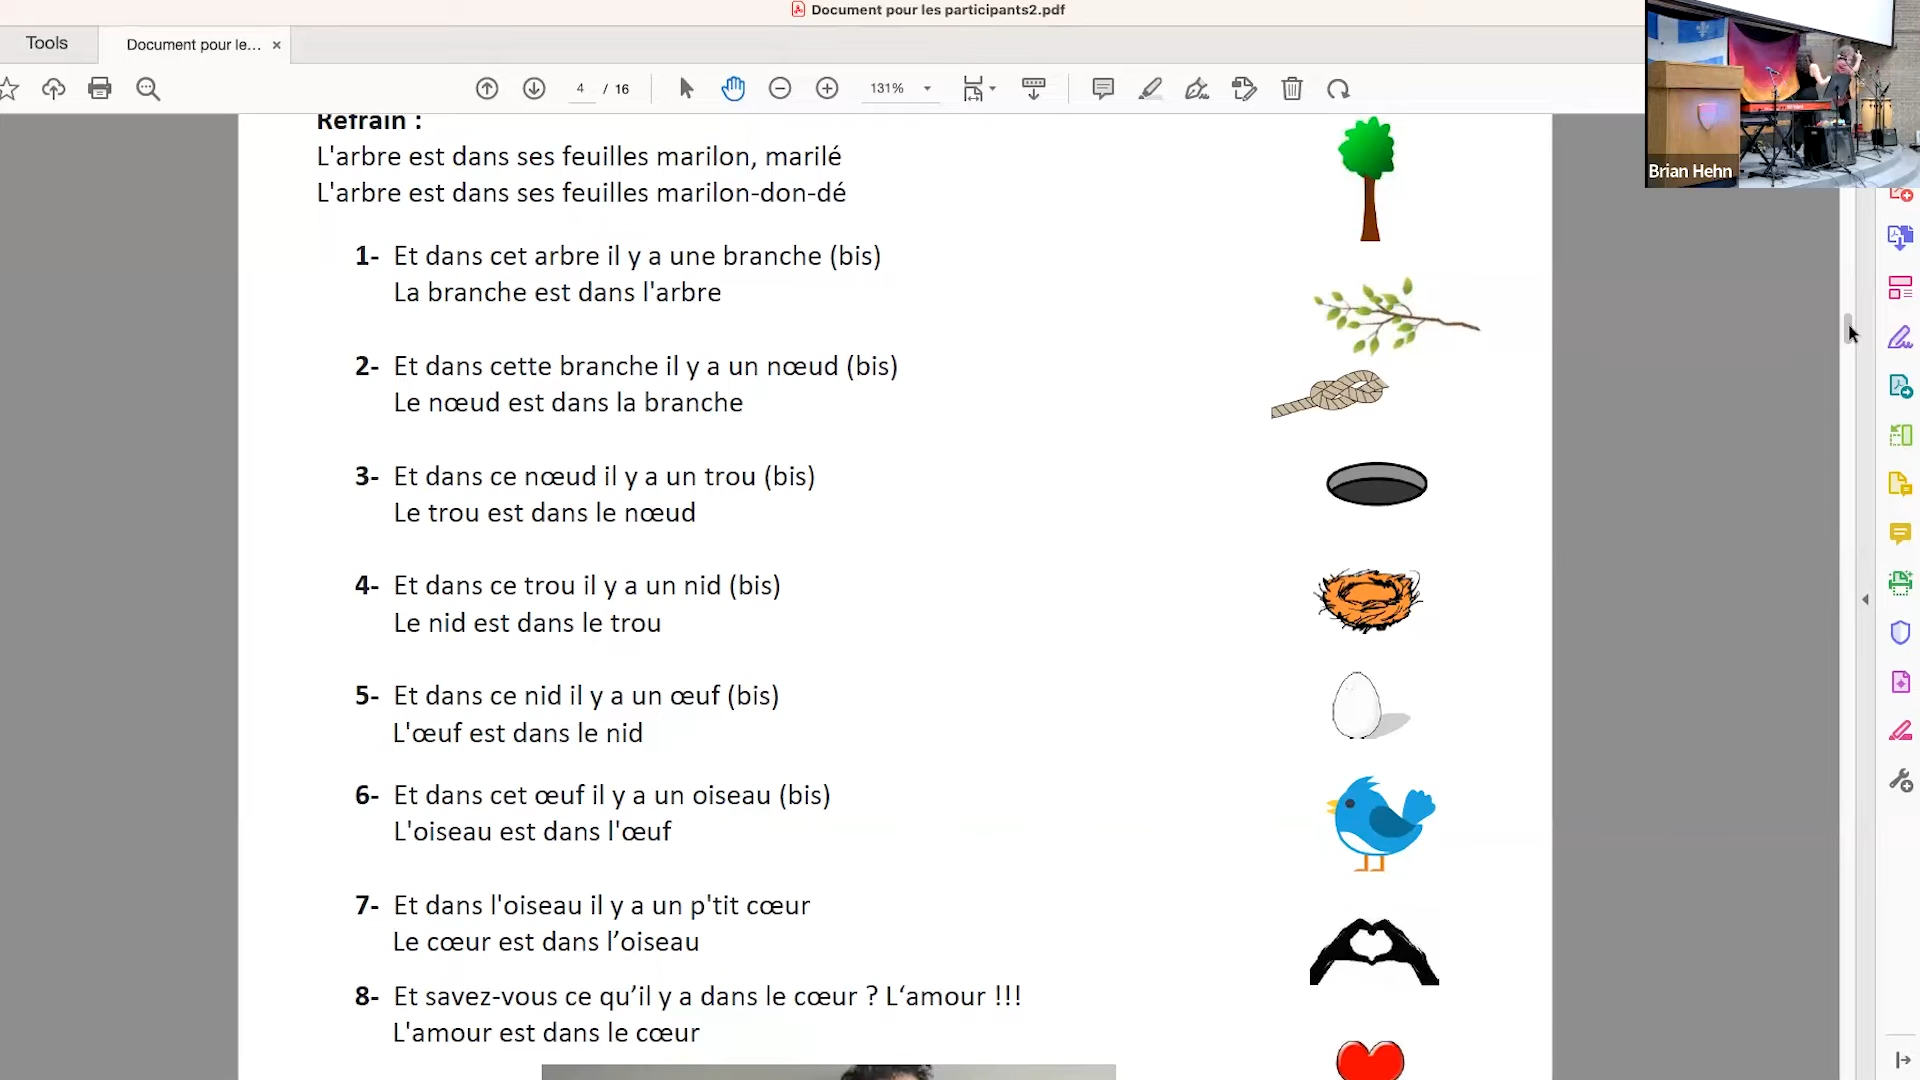 Document pour les participants2.pdf
Tools
Document pour le... ×
4 / 16
131%
Brian Hehn
Refrain :
L'arbre est dans ses feuilles marilon, marilé
L'arbre est dans ses feuilles marilon-don-dé
1- Et dans cet arbre il y a une branche (bis)
La branche est dans l'arbre
2- Et dans cette branche il y a un nœud (bis)
Le nœud est dans la branche
3- Et dans ce nœud il y a un trou (bis)
Le trou est dans le nœud
4- Et dans ce trou il y a un nid (bis)
Le nid est dans le trou
5- Et dans ce nid il y a un œuf (bis)
L'œuf est dans le nid
6- Et dans cet œuf il y a un oiseau (bis)
L'oiseau est dans l'œuf
7- Et dans l'oiseau il y a un p'tit cœur
Le cœur est dans l’oiseau
8- Et savez-vous ce qu’il y a dans le cœur ? L‘amour !!!
L'amour est dans le cœur